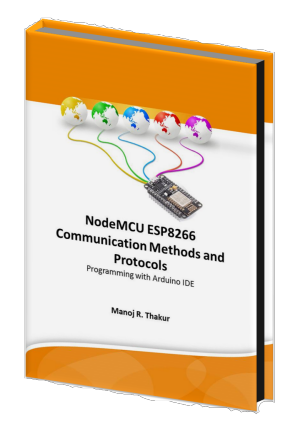 NodeMCU ESP8266
Communication Methods and
Protocols
Programming with Arduino IDE
Manoj R. Thakur